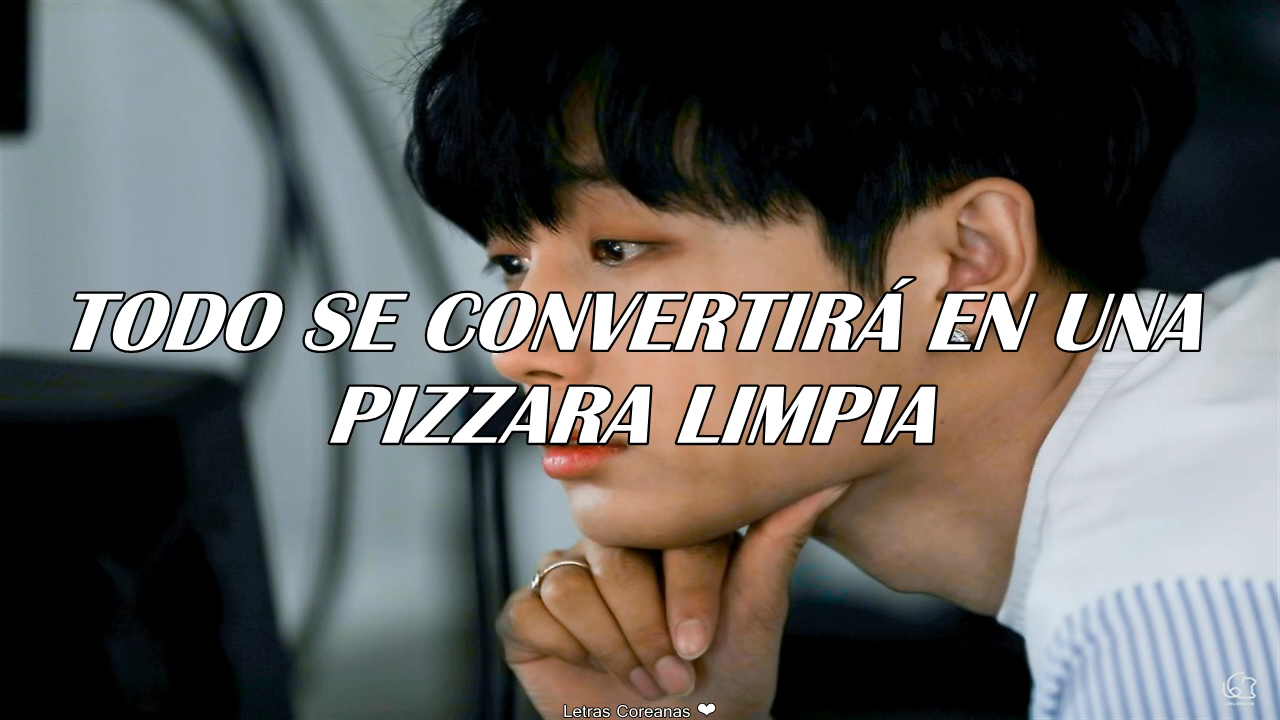 TODO SE CONVERTIRÁ EN UNA
PIZZARA LIMPIA
Letras Coreanas ❤